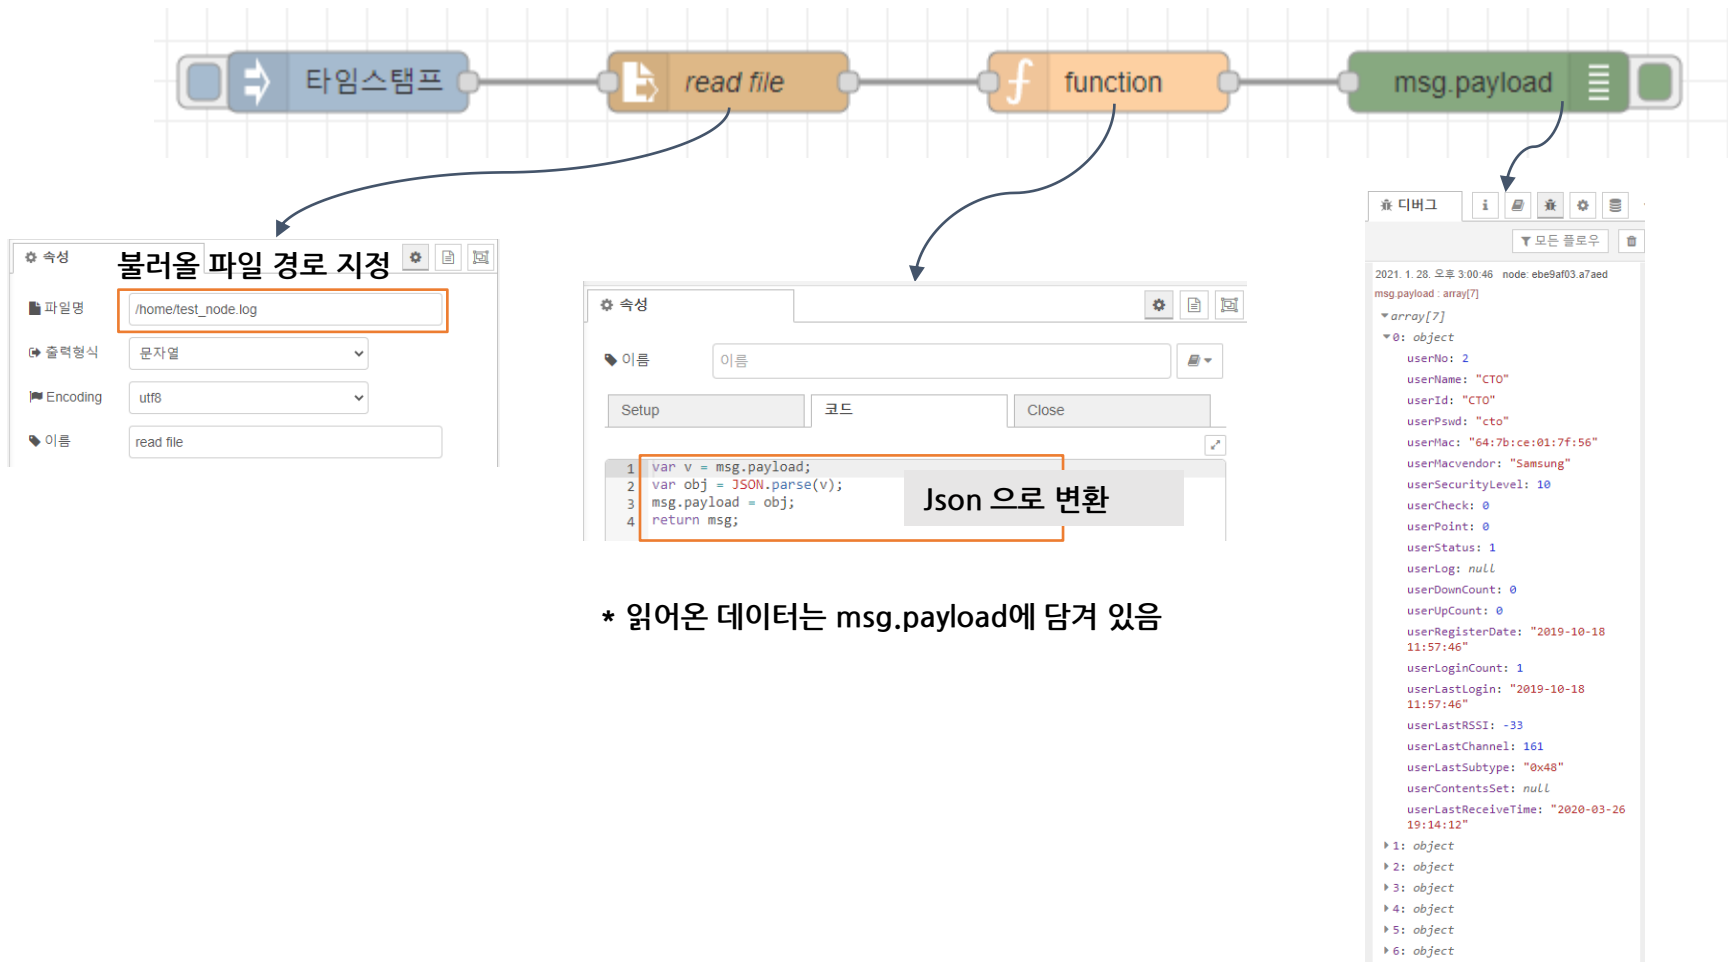 타임스탬프
read file
function
msg.payload
속성
불러올 파일 경로 지정
파일명
/home/test_node.log
출력형식
문자열
Encoding
utf8
이름
read file
속성
이름
이름
Setup
코드
Close
1 var v = msg.payload;
2 var obj = JSON.parse(v);
3 msg.payload = obj;
4 return msg;
Json 으로 변환
* 읽어온 데이터는 msg.payload에 담겨 있음
디버그
i
모든 플로우
2021. 1. 28. 오후 3:00:46 node: ebe9af03.a7aed
msg.payload : array[7]
array[7]
0: object
userNo: 2
userName: "CTO"
userId: "CTO"
userPswd: "cto"
userMac: "64:7b:ce:01:7f:56"
userMacvendor: "Samsung"
userSecurityLevel: 10
userCheck: 0
userPoint: 0
userStatus: 1
userLog: null
userDownCount: 0
userUpCount: 0
userRegisterDate: "2019-10-18
11:57:46"
userLoginCount: 1
userLastLogin: "2019-10-18
11:57:46"
userLastRSSI: -33
userLastChannel: 161
userLastSubtype: "0x48"
userContentsSet: null
userLastReceiveTime: "2020-03-26
19:14:12"
1: object
2: object
3: object
4: object
5: object
6: object